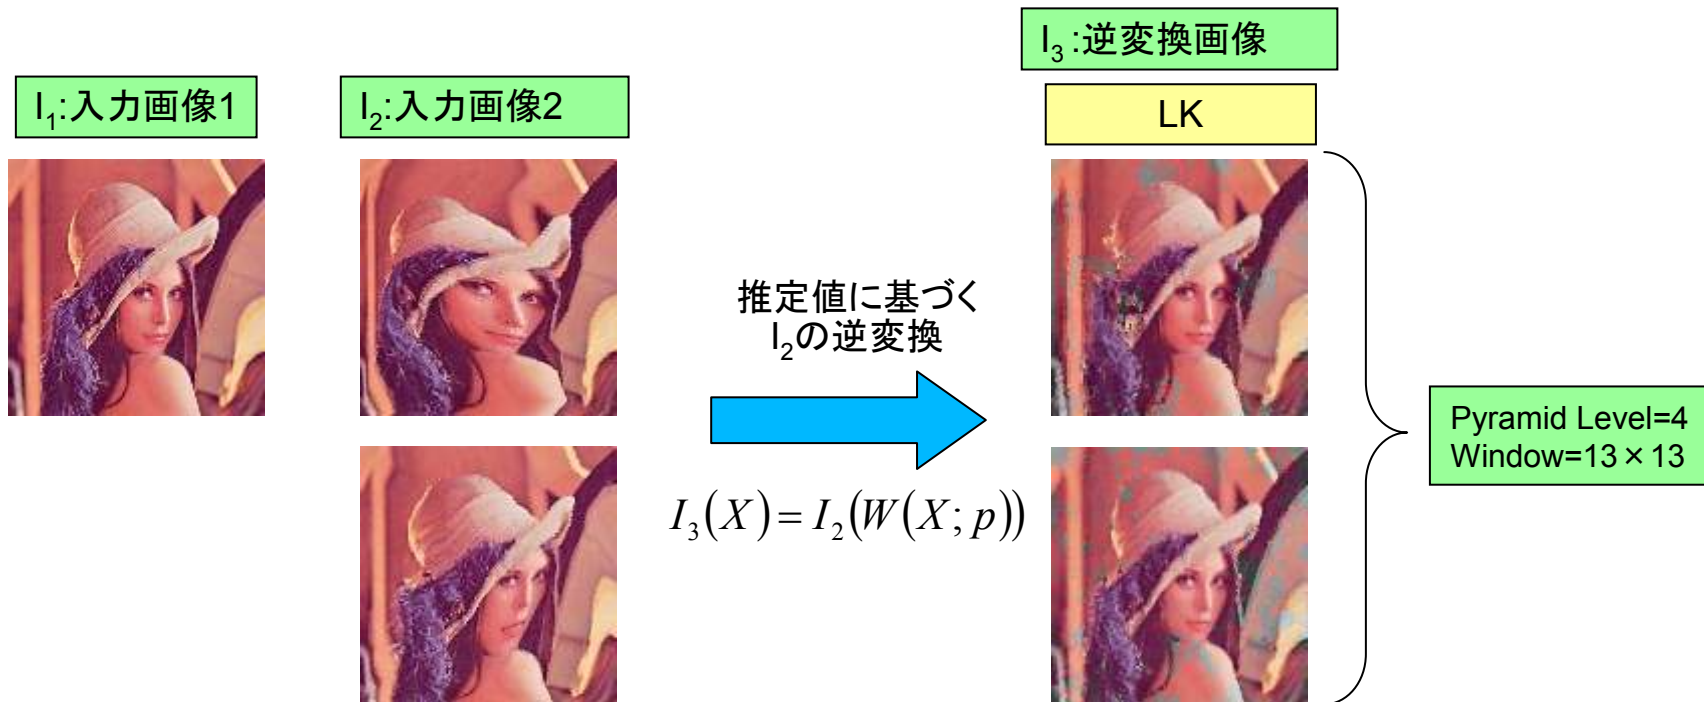 I₁:入力画像1
I₂:入力画像2
I₃:逆変換画像
LK
推定値に基づく
I₂の逆変換
I₃(X)=I₂(W(X;p))
Pyramid Level=4
Window=13×13